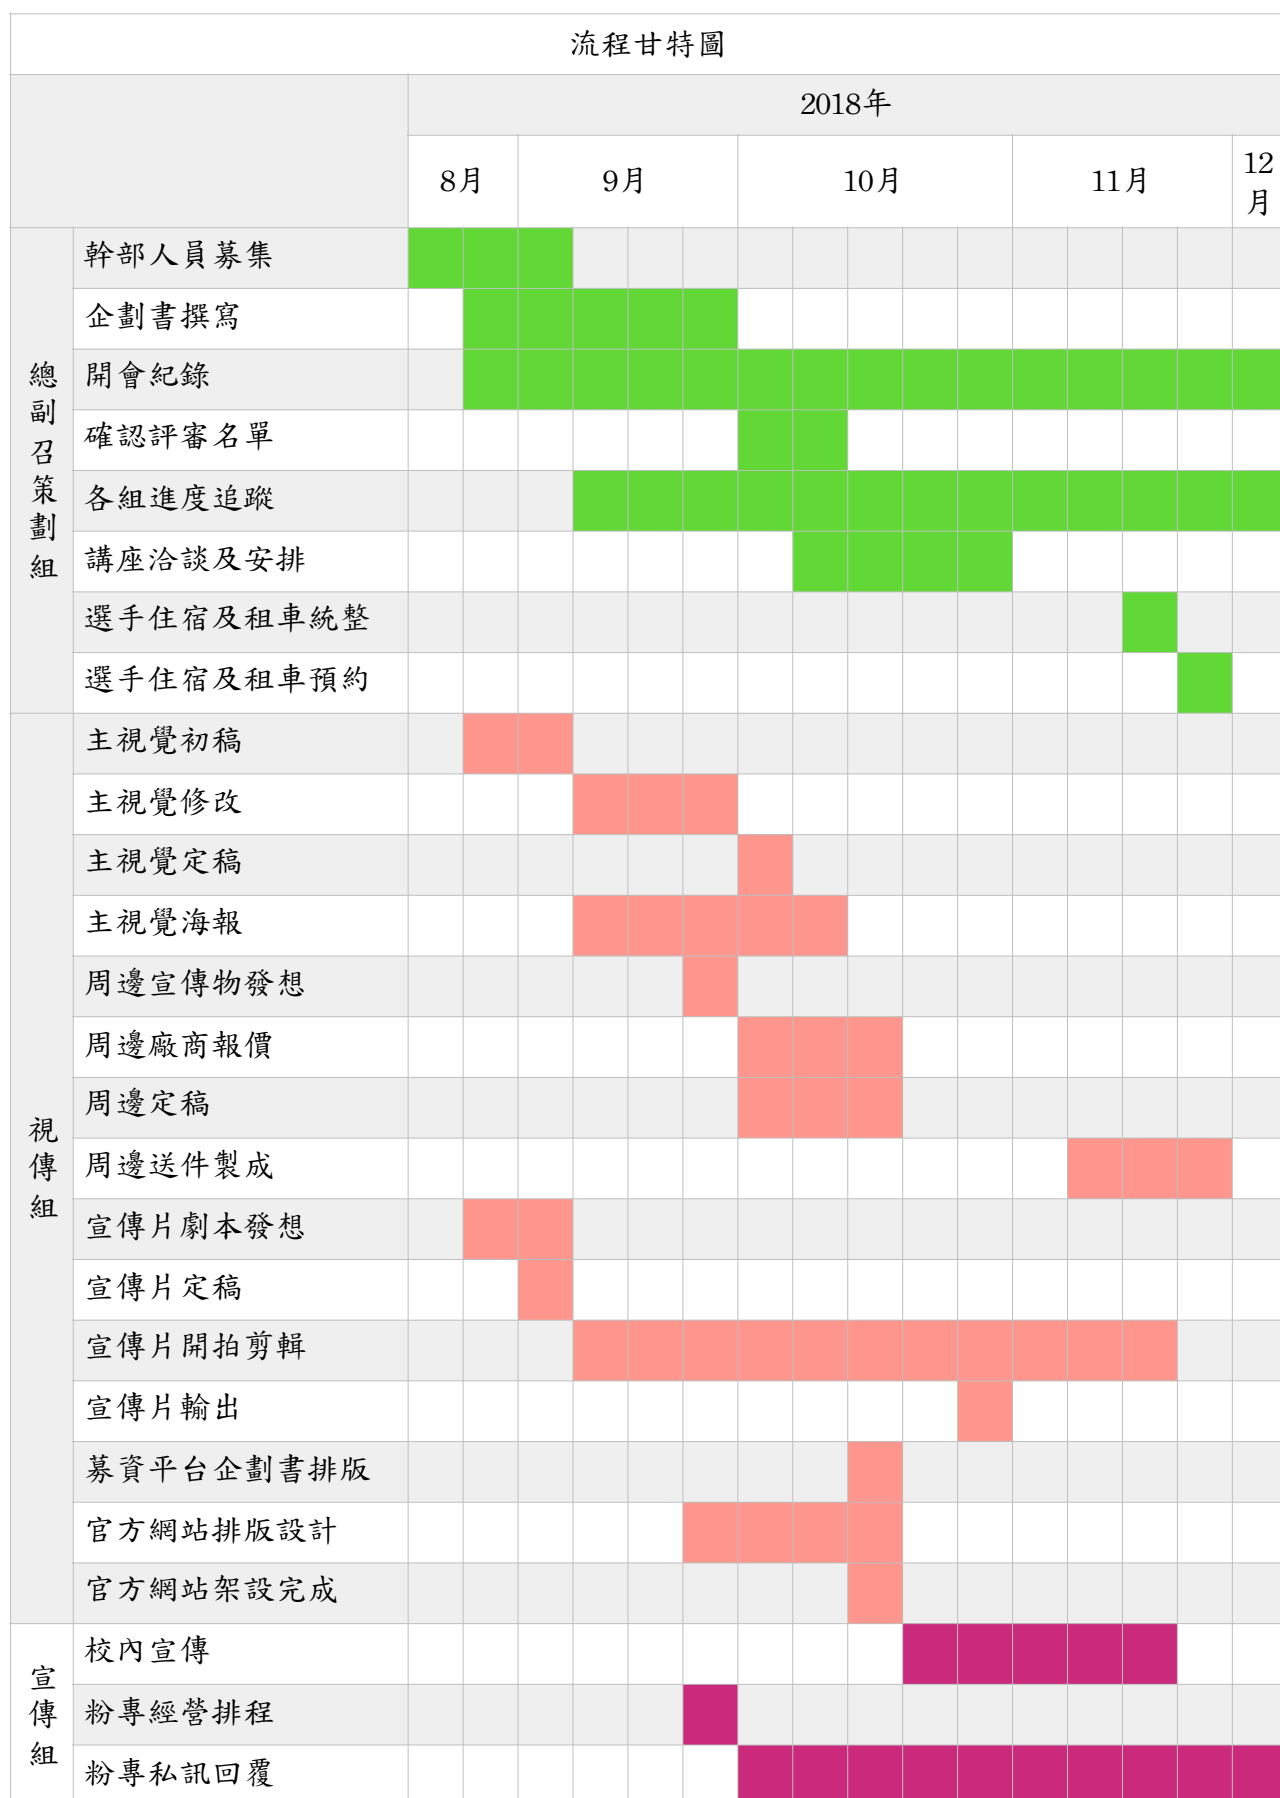 流程甘特圖
2018年
8月
9月
10月
11月
12
月
總副召策劃組
幹部人員募集
企劃書撰寫
開會紀錄
確認評審名單
各組進度追蹤
講座洽談及安排
選手住宿及租車統整
選手住宿及租車預約
視傳組
主視覺初稿
主視覺修改
主視覺定稿
主視覺海報
周邊宣傳物發想
周邊廠商報價
周邊定稿
周邊送件製成
宣傳片劇本發想
宣傳片定稿
宣傳片開拍剪輯
宣傳片輸出
募資平台企劃書排版
官方網站排版設計
官方網站架設完成
宣傳組
校內宣傳
粉專經營排程
粉專私訊回覆